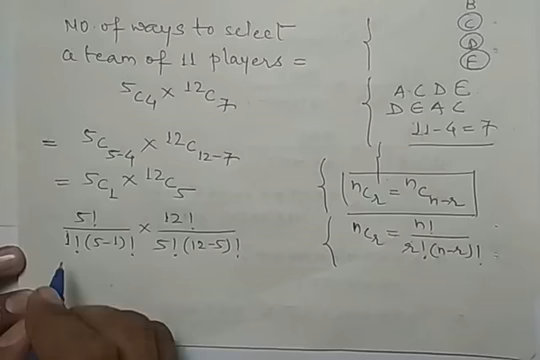 NO. of ways to select
a team of 11 players =
⁵C₄ × ¹²C₇
= ⁵C₅₋₄ × ¹²C₁₂₋₇
= ⁵C₁ × ¹²C₅
5! / 1!(5-1)! × 12! / 5!(12-5)!
B
C
D
E
A C D E
D E A C
11-4=7
ⁿCᵣ = ⁿCₙ₋ᵣ
ⁿCᵣ = n! / r!(n-r)!